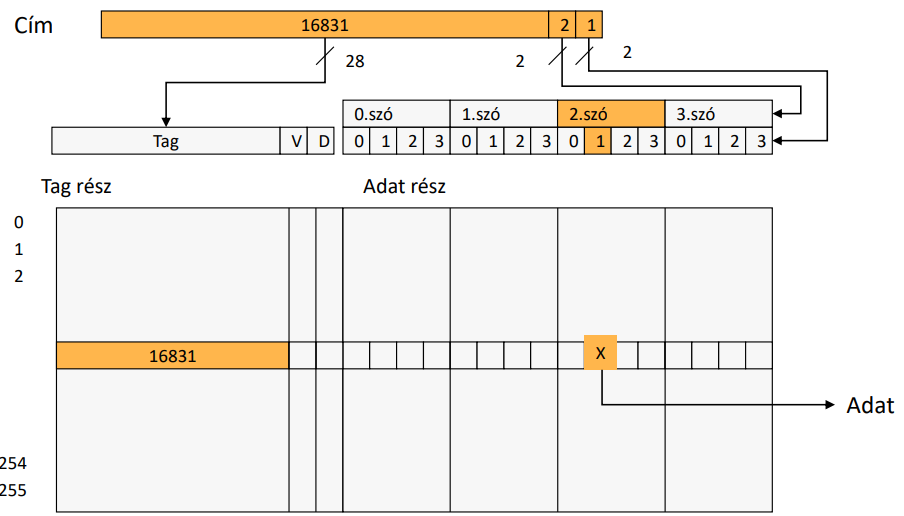 Cím 16831 2 1
28 2 2
0.szó 1.szó 2.szó 3.szó
Tag V D 0 1 2 3 0 1 2 3 0 1 2 3 0 1 2 3
Tag rész Adat rész
0
1
2
16831 X
Adat
254
255